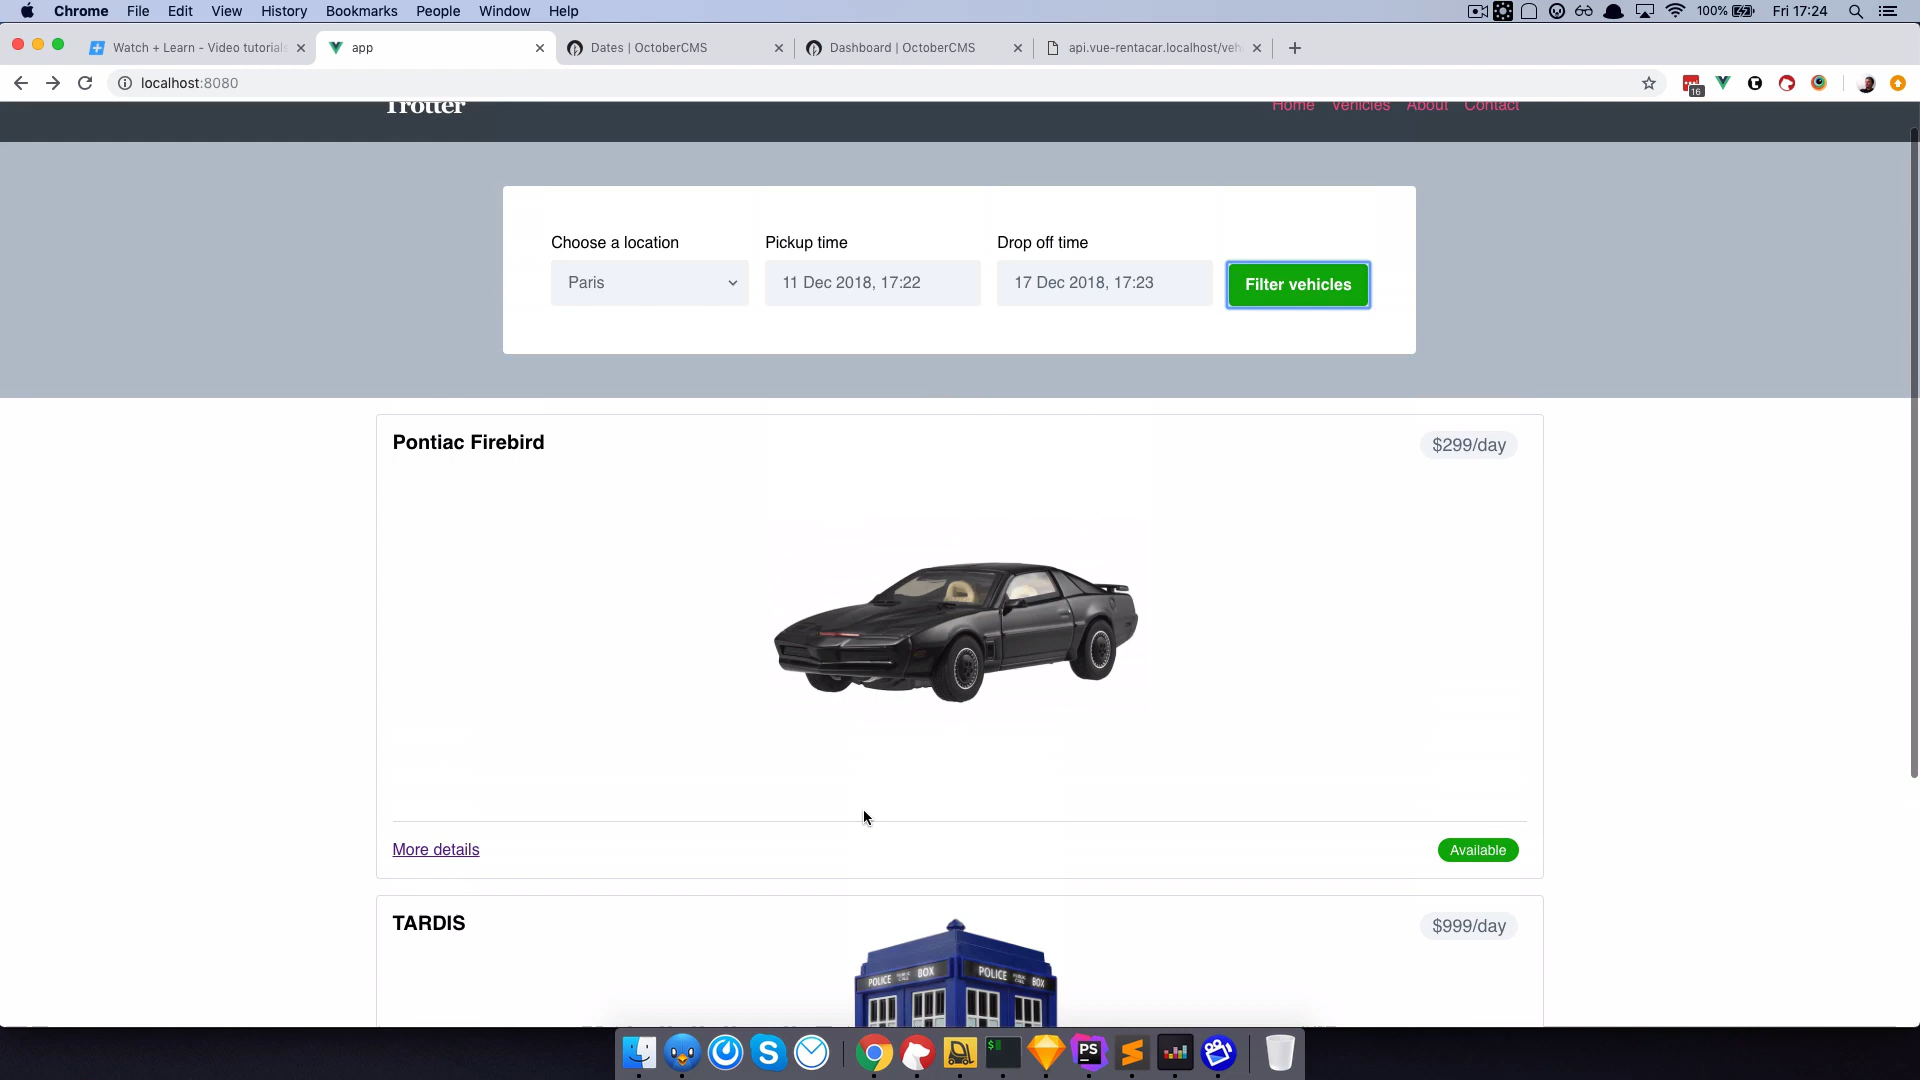 Chrome File Edit View History Bookmarks People Window Help 100% Fri 17:24
Watch + Learn - Video tutorials app Dates | OctoberCMS Dashboard | OctoberCMS api.vue-rentacar.localhost/veh
localhost:8080
16
Trotter Home Vehicles About Contact
Choose a location Pickup time Drop off time
Paris 11 Dec 2018, 17:22 17 Dec 2018, 17:23 Filter vehicles
Pontiac Firebird $299/day
More details Available
TARDIS $999/day
POLICE BOX POLICE BOX
$ PS